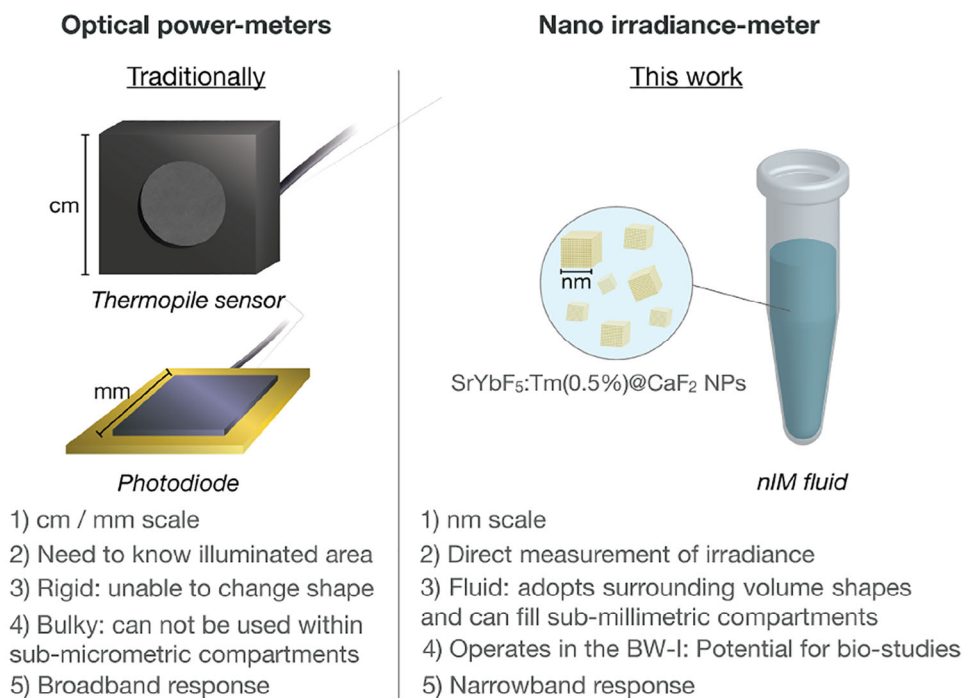 Optical power-meters
Traditionally
cm
Thermopile sensor
mm
Photodiode
1) cm / mm scale
2) Need to know illuminated area
3) Rigid: unable to change shape
4) Bulky: can not be used within
sub-micrometric compartments
5) Broadband response
Nano irradiance-meter
This work
nm
SrYbF₅:Tm(0.5%)@CaF₂ NPs
nIM fluid
1) nm scale
2) Direct measurement of irradiance
3) Fluid: adopts surrounding volume shapes
and can fill sub-millimetric compartments
4) Operates in the BW-I: Potential for bio-studies
5) Narrowband response